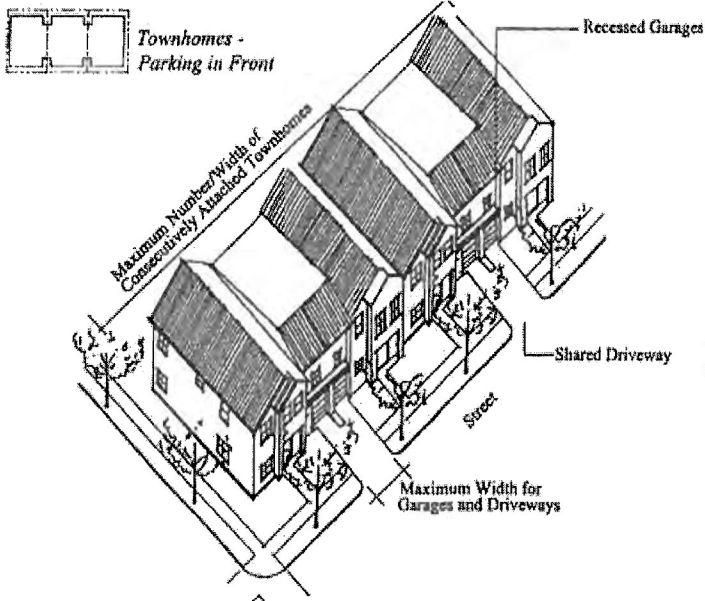 Townhomes -
Parking in Front
Recessed Garages
Maximum Number/Width of
Consecutively Attached Townhomes
Shared Driveway
Street
Maximum Width for
Garages and Driveways